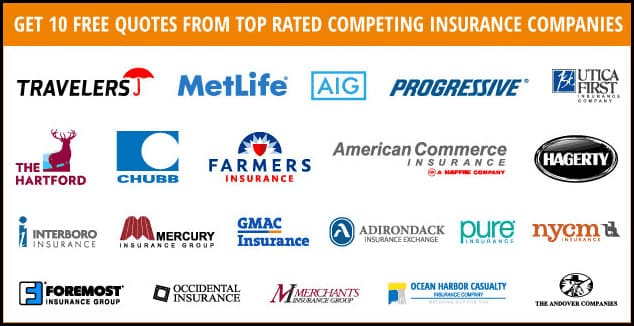 GET 10 FREE QUOTES FROM TOP RATED COMPETING INSURANCE COMPANIES
TRAVELERS
MetLife®
AIG
PROGRESSIVE®
UTICA
FIRST
INSURANCE
COMPANY
THE
HARTFORD
CHUBB
FARMERS
INSURANCE
American Commerce
INSURANCE
A MAPFRE COMPANY
HAGERTY
INTERBORO
INSURANCE
MERCURY
INSURANCE GROUP
GMAC
Insurance
ADIRONDACK
INSURANCE EXCHANGE
pure
INSURANCE
nycm
INSURANCE
FOREMOST
INSURANCE GROUP
OCCIDENTAL
INSURANCE
MERCHANTS
INSURANCE GROUP
OCEAN HARBOR CASUALTY
INSURANCE COMPANY
THE ANDOVER COMPANIES